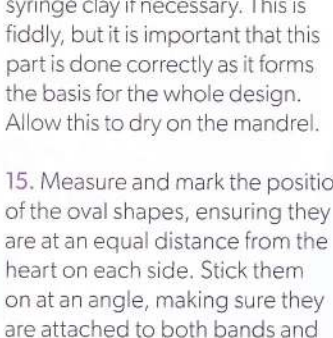 syringe clay if necessary. This is
fiddly, but it is important that this
part is done correctly as it forms
the basis for the whole design.
Allow this to dry on the mandrel.
15. Measure and mark the positio
of the oval shapes, ensuring they
are at an equal distance from the
heart on each side. Stick them
on at an angle, making sure they
are attached to both bands and